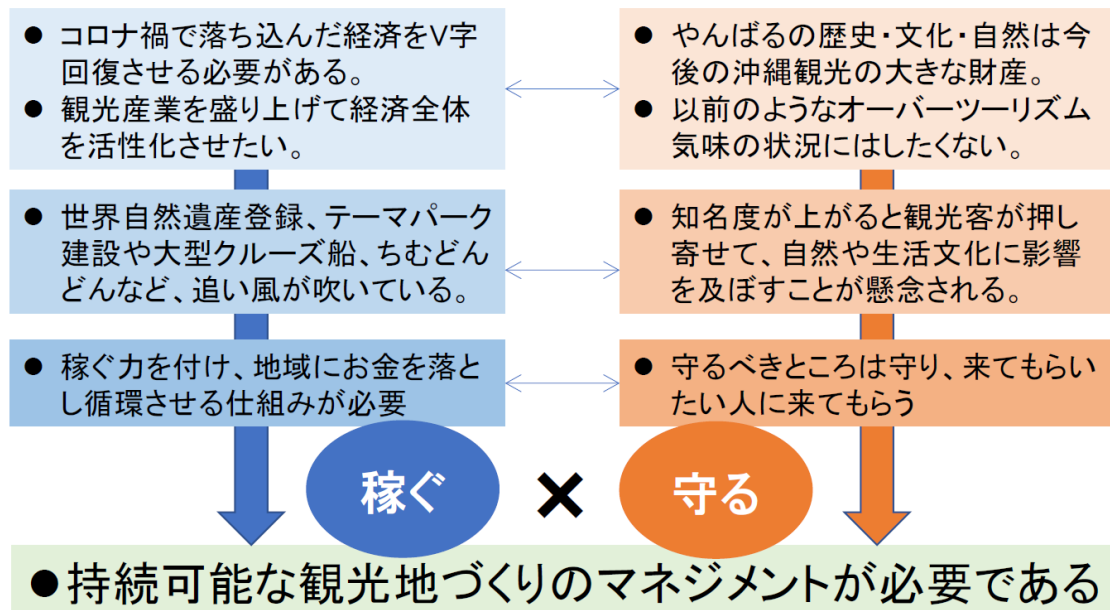 ● コロナ禍で落ち込んだ経済をV字
回復させる必要がある。
● 観光産業を盛り上げて経済全体
を活性化させたい。
● やんばるの歴史・文化・自然は今
後の沖縄観光の大きな財産。
● 以前のようなオーバーツーリズム
気味の状況にはしたくない。
● 世界自然遺産登録、テーマパーク
建設や大型クルーズ船、ちむどん
どんなど、追い風が吹いている。
● 知名度が上がると観光客が押し
寄せて、自然や生活文化に影響
を及ぼすことが懸念される。
● 稼ぐ力を付け、地域にお金を落と
し循環させる仕組みが必要
● 守るべきところは守り、来てもらい
たい人に来てもらう
稼ぐ × 守る
●持続可能な観光地づくりのマネジメントが必要である